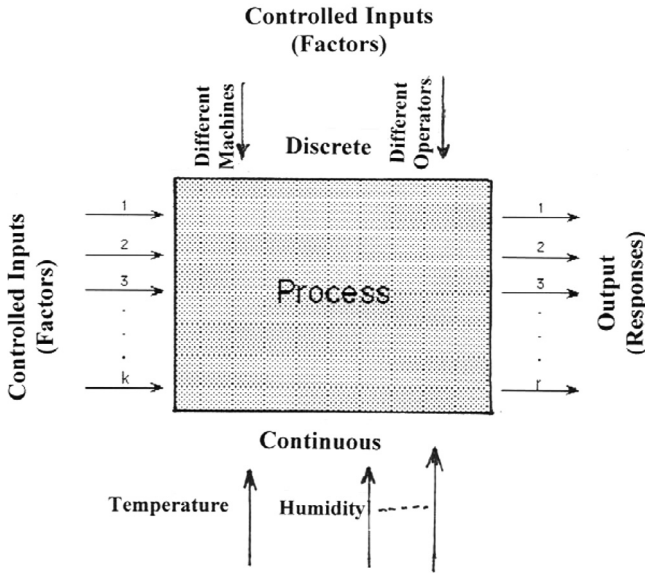 Controlled Inputs
(Factors)
Different
Machines
Discrete
Different
Operators
Controlled Inputs
(Factors)
1
2
3
k
Process
1
2
3
r
Output
(Responses)
Continuous
Temperature
Humidity